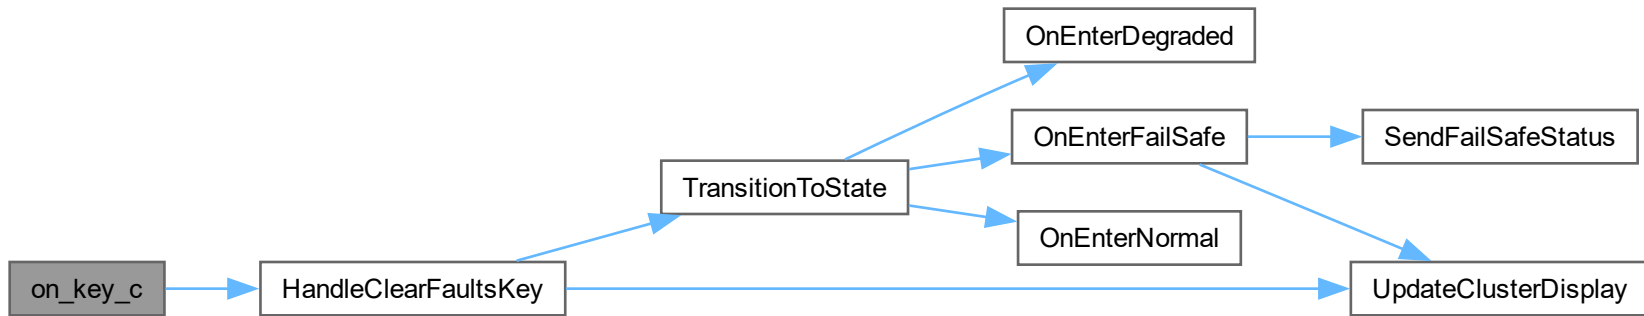 OnEnterDegraded
OnEnterFailSafe
SendFailSafeStatus
TransitionToState
OnEnterNormal
on_key_c
HandleClearFaultsKey
UpdateClusterDisplay